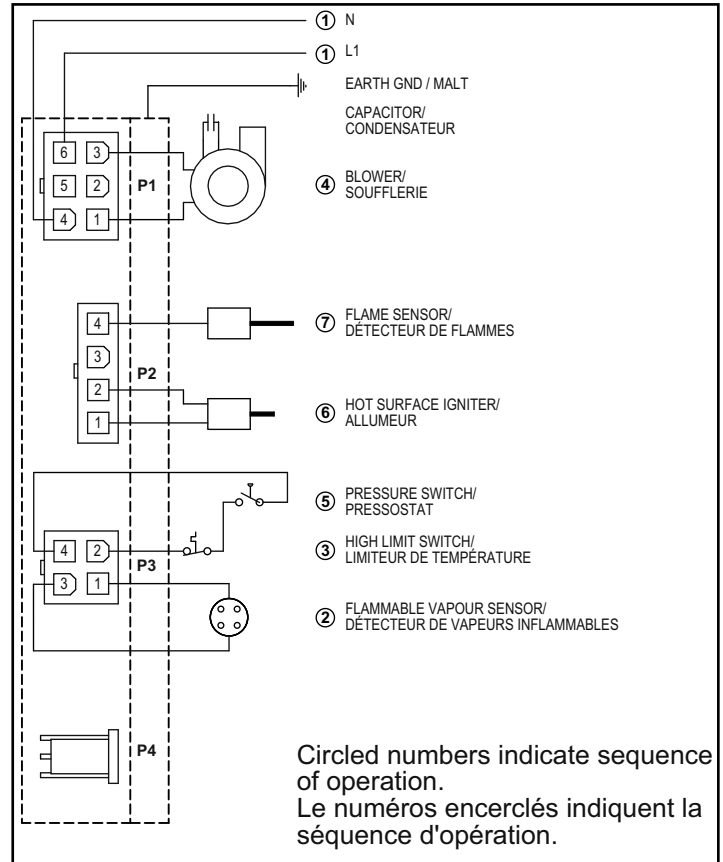 ① N
① L1
EARTH GND / MALT
CAPACITOR/
CONDENSATEUR
6 3
5 2
P1
4 1
④ BLOWER/
SOUFFLERIE
4
⑦ FLAME SENSOR/
DÉTECTEUR DE FLAMMES
3
P2
2
1
⑥ HOT SURFACE IGNITER/
ALLUMEUR
⑤ PRESSURE SWITCH/
PRESSOSTAT
4 2
③ HIGH LIMIT SWITCH/
LIMITEUR DE TEMPÉRATURE
P3
3 1
② FLAMMABLE VAPOUR SENSOR/
DÉTECTEUR DE VAPEURS INFLAMMABLES
P4
Circled numbers indicate sequence
of operation.
Le numéros encerclés indiquent la
séquence d'opération.